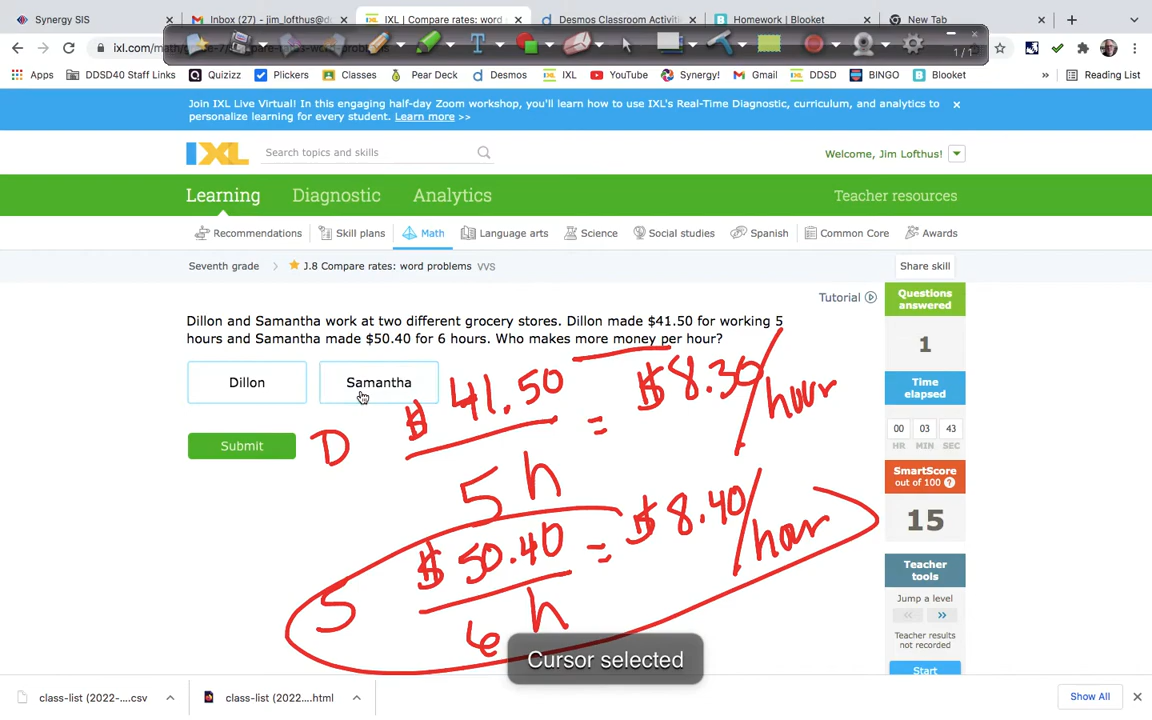 Synergy SIS
Inbox (27) - jim_lofthus@d
IXL | Compare rates: word
Desmos Classroom Activiti
Homework | Blooket
New Tab
1/1
Apps
DDSD40 Staff Links
Quizizz
Plickers
Classes
Pear Deck
Desmos
IXL
YouTube
Synergy!
Gmail
DDSD
BINGO
Blooket
»
Reading List
Join IXL Live Virtual! In this engaging half-day Zoom workshop, you'll learn how to use IXL's Real-Time Diagnostic, curriculum, and analytics to
personalize learning for every student. Learn more >>
IXL
Search topics and skills
Welcome, Jim Lofthus!
Learning
Diagnostic
Analytics
Teacher resources
Recommendations
Skill plans
Math
Language arts
Science
Social studies
Spanish
Common Core
Awards
Seventh grade
J.8 Compare rates: word problems VVS
Share skill
Tutorial
Dillon and Samantha work at two different grocery stores. Dillon made $41.50 for working 5
hours and Samantha made $50.40 for 6 hours. Who makes more money per hour?
Dillon
Samantha
Submit
D $41.50 / 5 h = $8.30 / hour
S $50.40 / 6 h = $8.40 / hour
Questions
answered
1
Time
elapsed
00 03 43
HR MIN SEC
SmartScore
out of 100 ?
15
Teacher
tools
Jump a level
Teacher results
not recorded
Start
Cursor selected
class-list (2022-....csv
class-list (2022....html
Show All